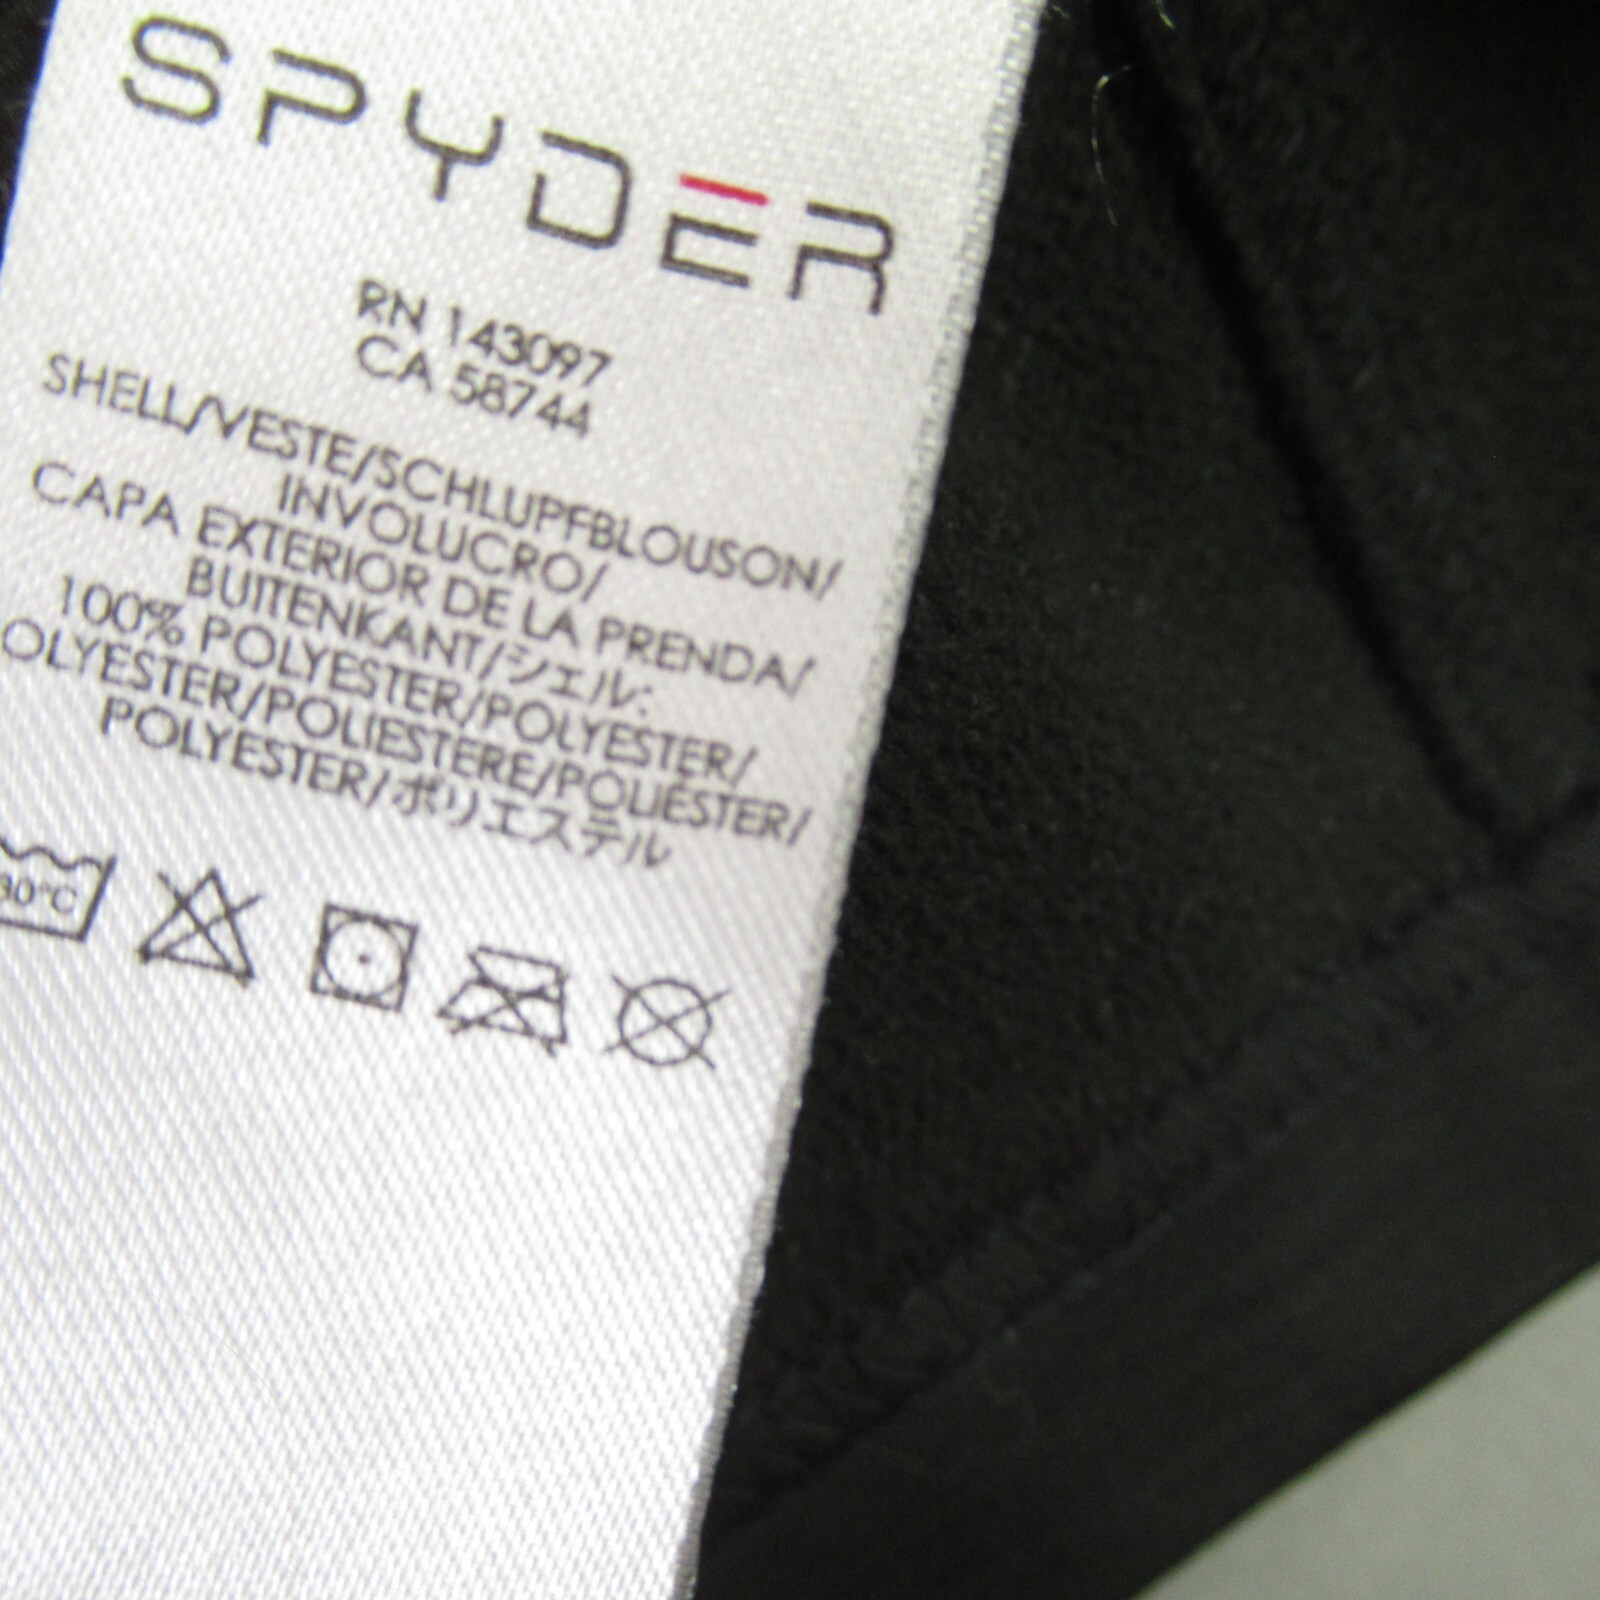 SPYDER
RN 143097
CA 58744
SHELL/VESTE/SCHLUPFBLOUSON/
INVOLUCRO/
CAPA EXTERIOR DE LA PRENDA/
BUITENKANT/シェル:
100% POLYESTER/POLYESTER/
OLYESTER/POLIESTERE/POLIÉSTER/
POLYESTER/ポリエステル
30°C